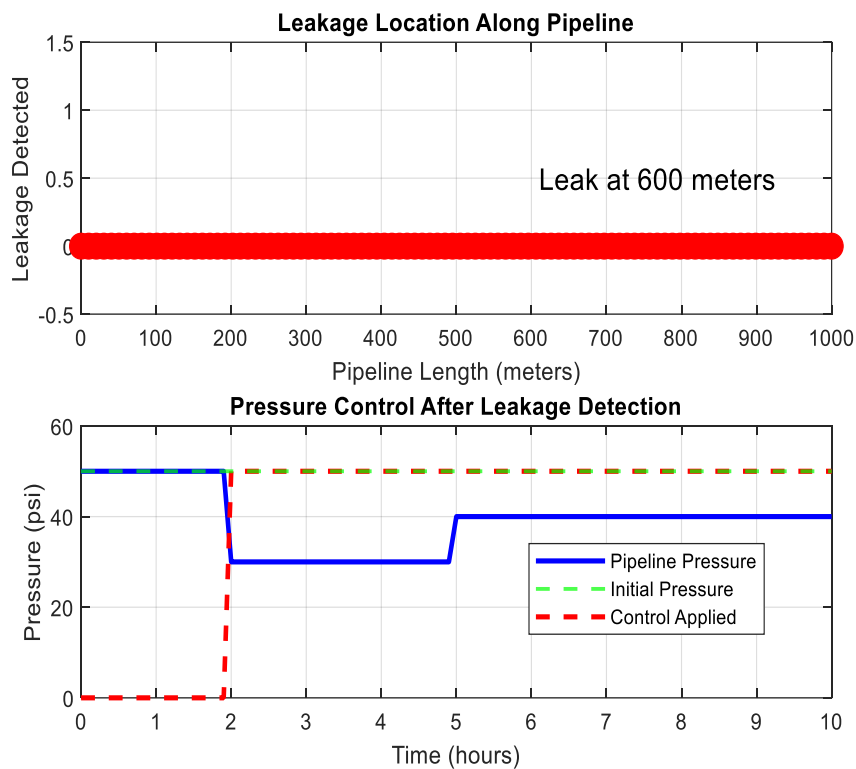 Leakage Location Along Pipeline
1.5
1
0.5
0
-0.5
Leakage Detected
Leak at 600 meters
0 100 200 300 400 500 600 700 800 900 1000
Pipeline Length (meters)
Pressure Control After Leakage Detection
60
40
20
0
Pressure (psi)
Pipeline Pressure
Initial Pressure
Control Applied
0 1 2 3 4 5 6 7 8 9 10
Time (hours)